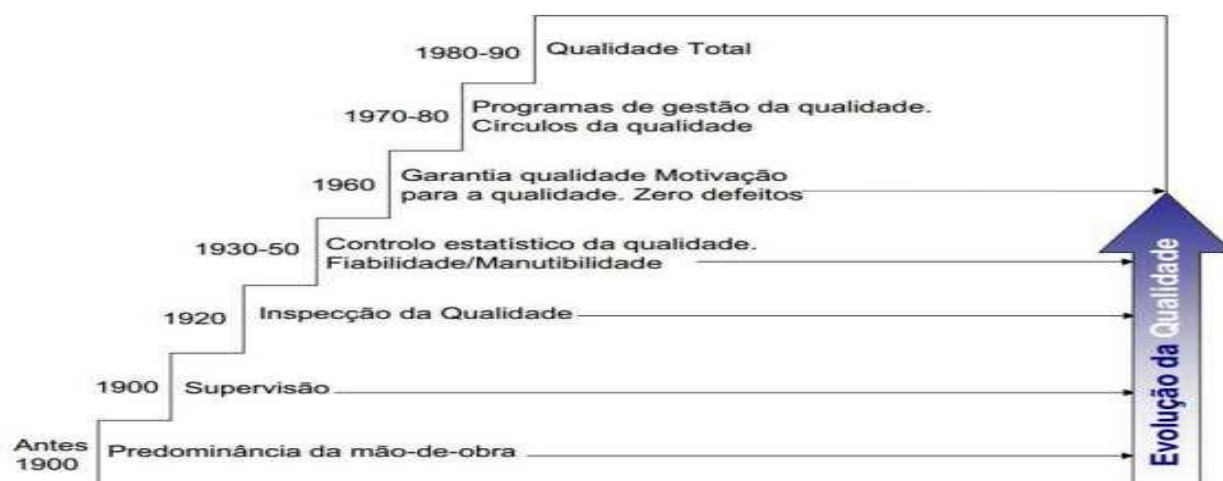 1980-90
Qualidade Total
1970-80
Programas de gestão da qualidade.
Círculos da qualidade
1960
Garantia qualidade Motivação
para a qualidade. Zero defeitos
1930-50
Controlo estatístico da qualidade.
Fiabilidade/Manutibilidade
1920
Inspecção da Qualidade
1900
Supervisão
Antes
1900
Predominância da mão-de-obra
Evolução da Qualidade